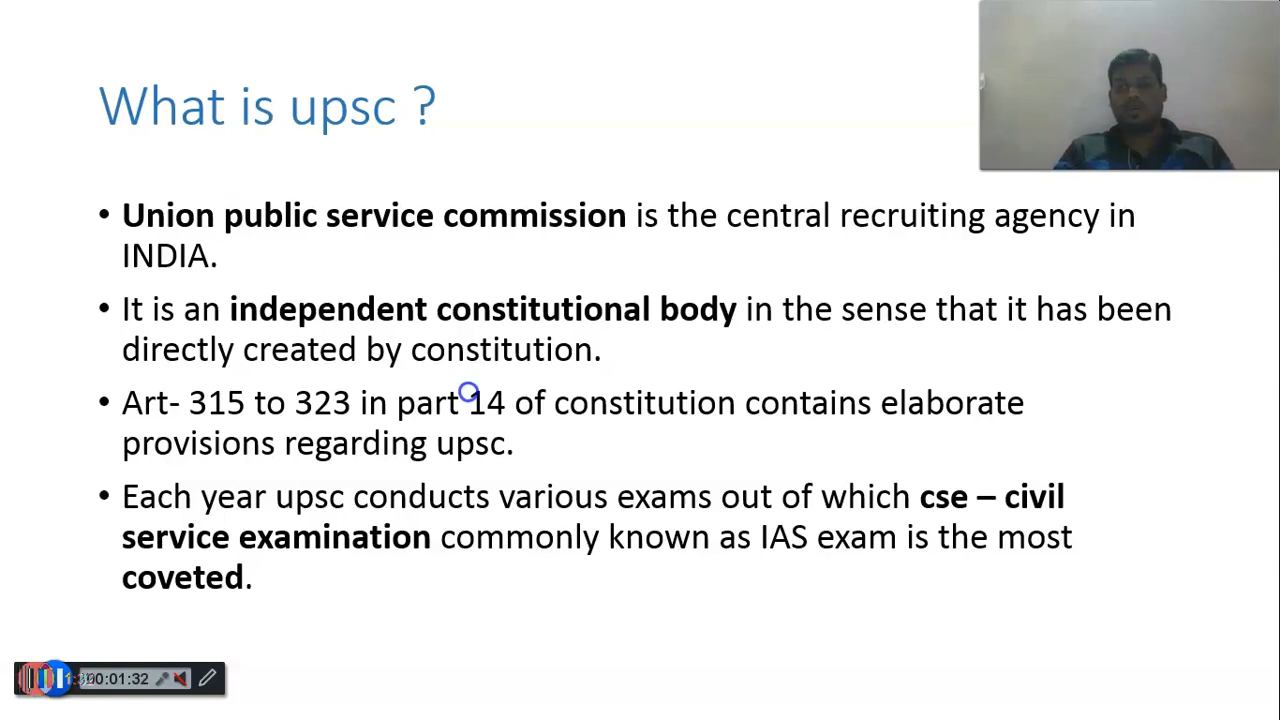 What is upsc ?
• Union public service commission is the central recruiting agency in
INDIA.
• It is an independent constitutional body in the sense that it has been
directly created by constitution.
• Art- 315 to 323 in part 14 of constitution contains elaborate
provisions regarding upsc.
• Each year upsc conducts various exams out of which cse – civil
service examination commonly known as IAS exam is the most
coveted.
00:01:32